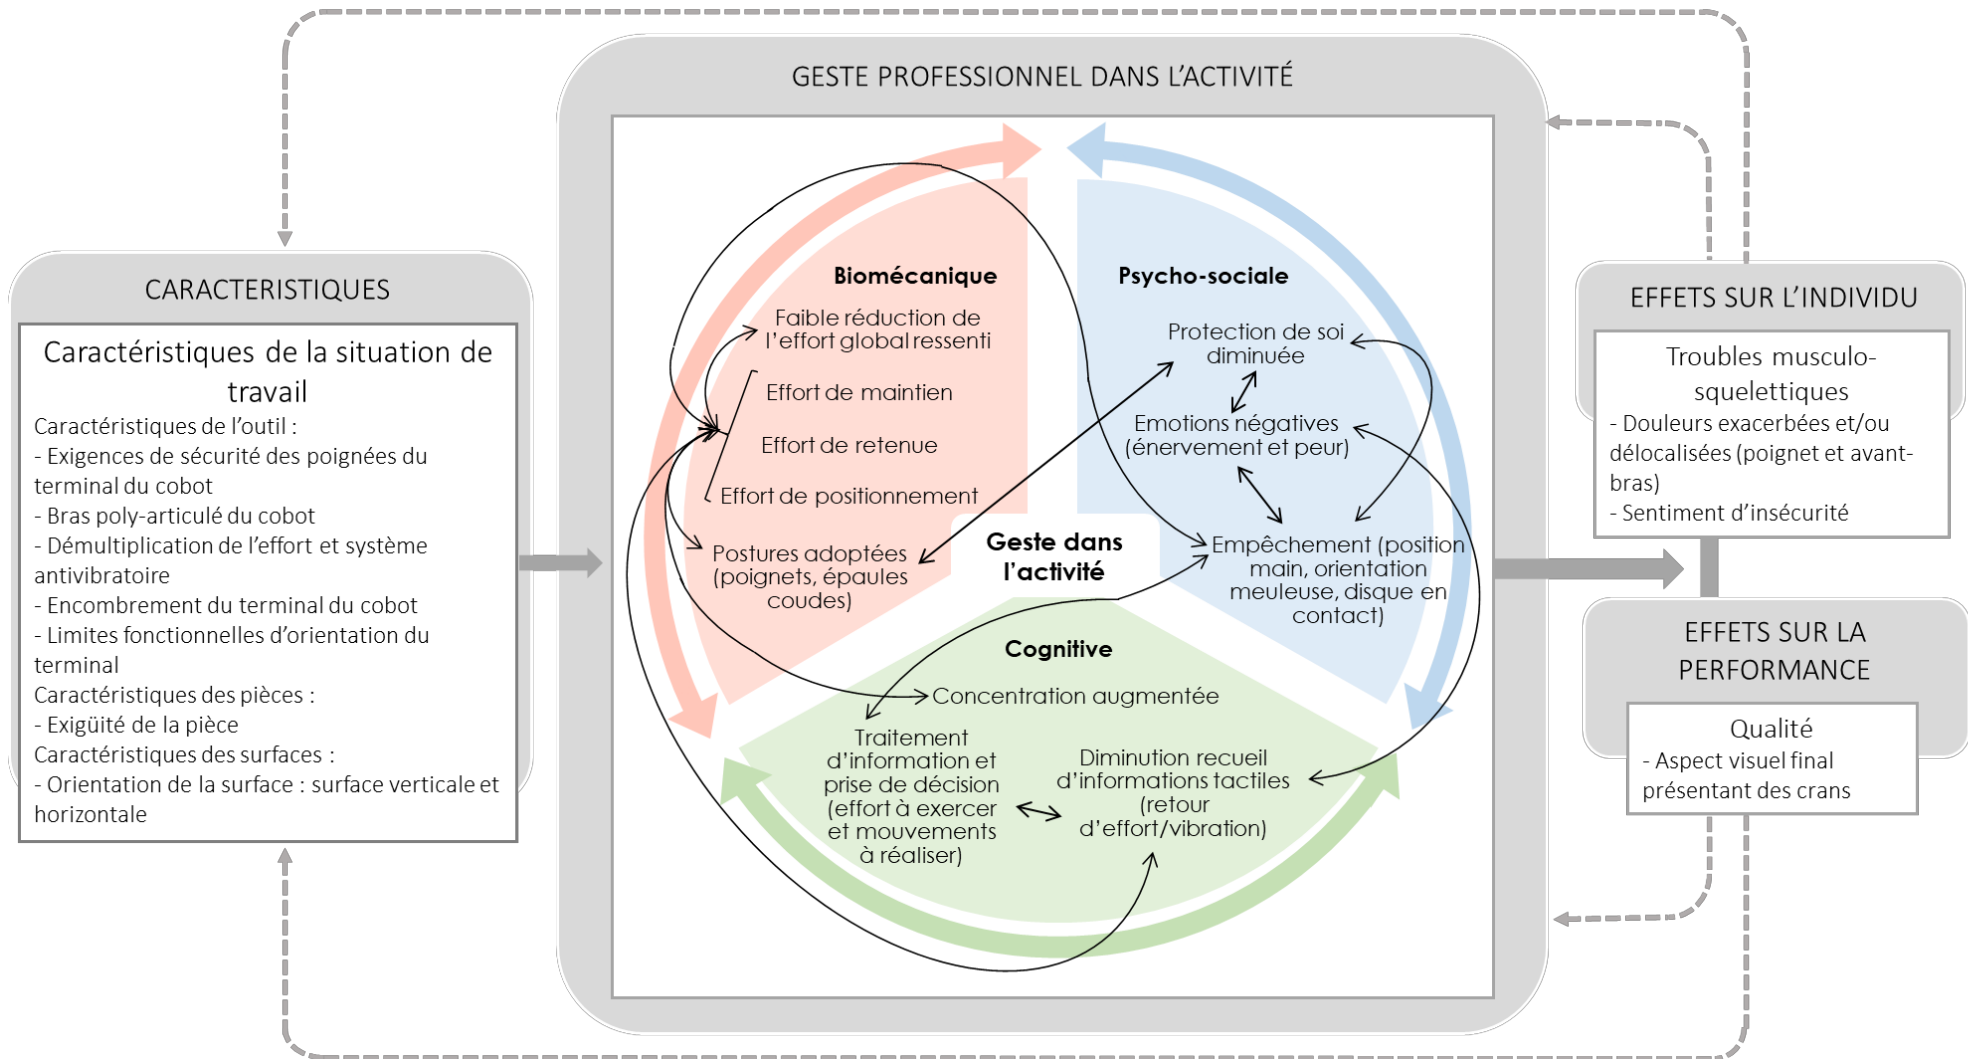 GESTE PROFESSIONNEL DANS L'ACTIVITÉ
CARACTERISTIQUES
Caractéristiques de la situation de
travail
Caractéristiques de l'outil :
- Exigences de sécurité des poignées du
terminal du cobot
- Bras poly-articulé du cobot
- Démultiplication de l'effort et système
antivibratoire
- Encombrement du terminal du cobot
- Limites fonctionnelles d'orientation du
terminal
Caractéristiques des pièces :
- Exigüité de la pièce
Caractéristiques des surfaces :
- Orientation de la surface : surface verticale et
horizontale
Biomécanique
Faible réduction de
l'effort global ressenti
Effort de maintien
Effort de retenue
Effort de positionnement
Postures adoptées
(poignets, épaules
coudes)
Psycho-sociale
Protection de soi
diminuée
Emotions négatives
(énervement et peur)
Empêchement (position
main, orientation
meuleuse, disque en
contact)
Geste dans
l'activité
Cognitive
Concentration augmentée
Traitement
d'information et
prise de décision
(effort à exercer
et mouvements
à réaliser)
Diminution recueil
d'informations tactiles
(retour
d'effort/vibration)
EFFETS SUR L'INDIVIDU
Troubles musculo-
squelettiques
- Douleurs exacerbées et/ou
délocalisées (poignet et avant-
bras)
- Sentiment d'insécurité
EFFETS SUR LA
PERFORMANCE
Qualité
- Aspect visuel final
présentant des crans